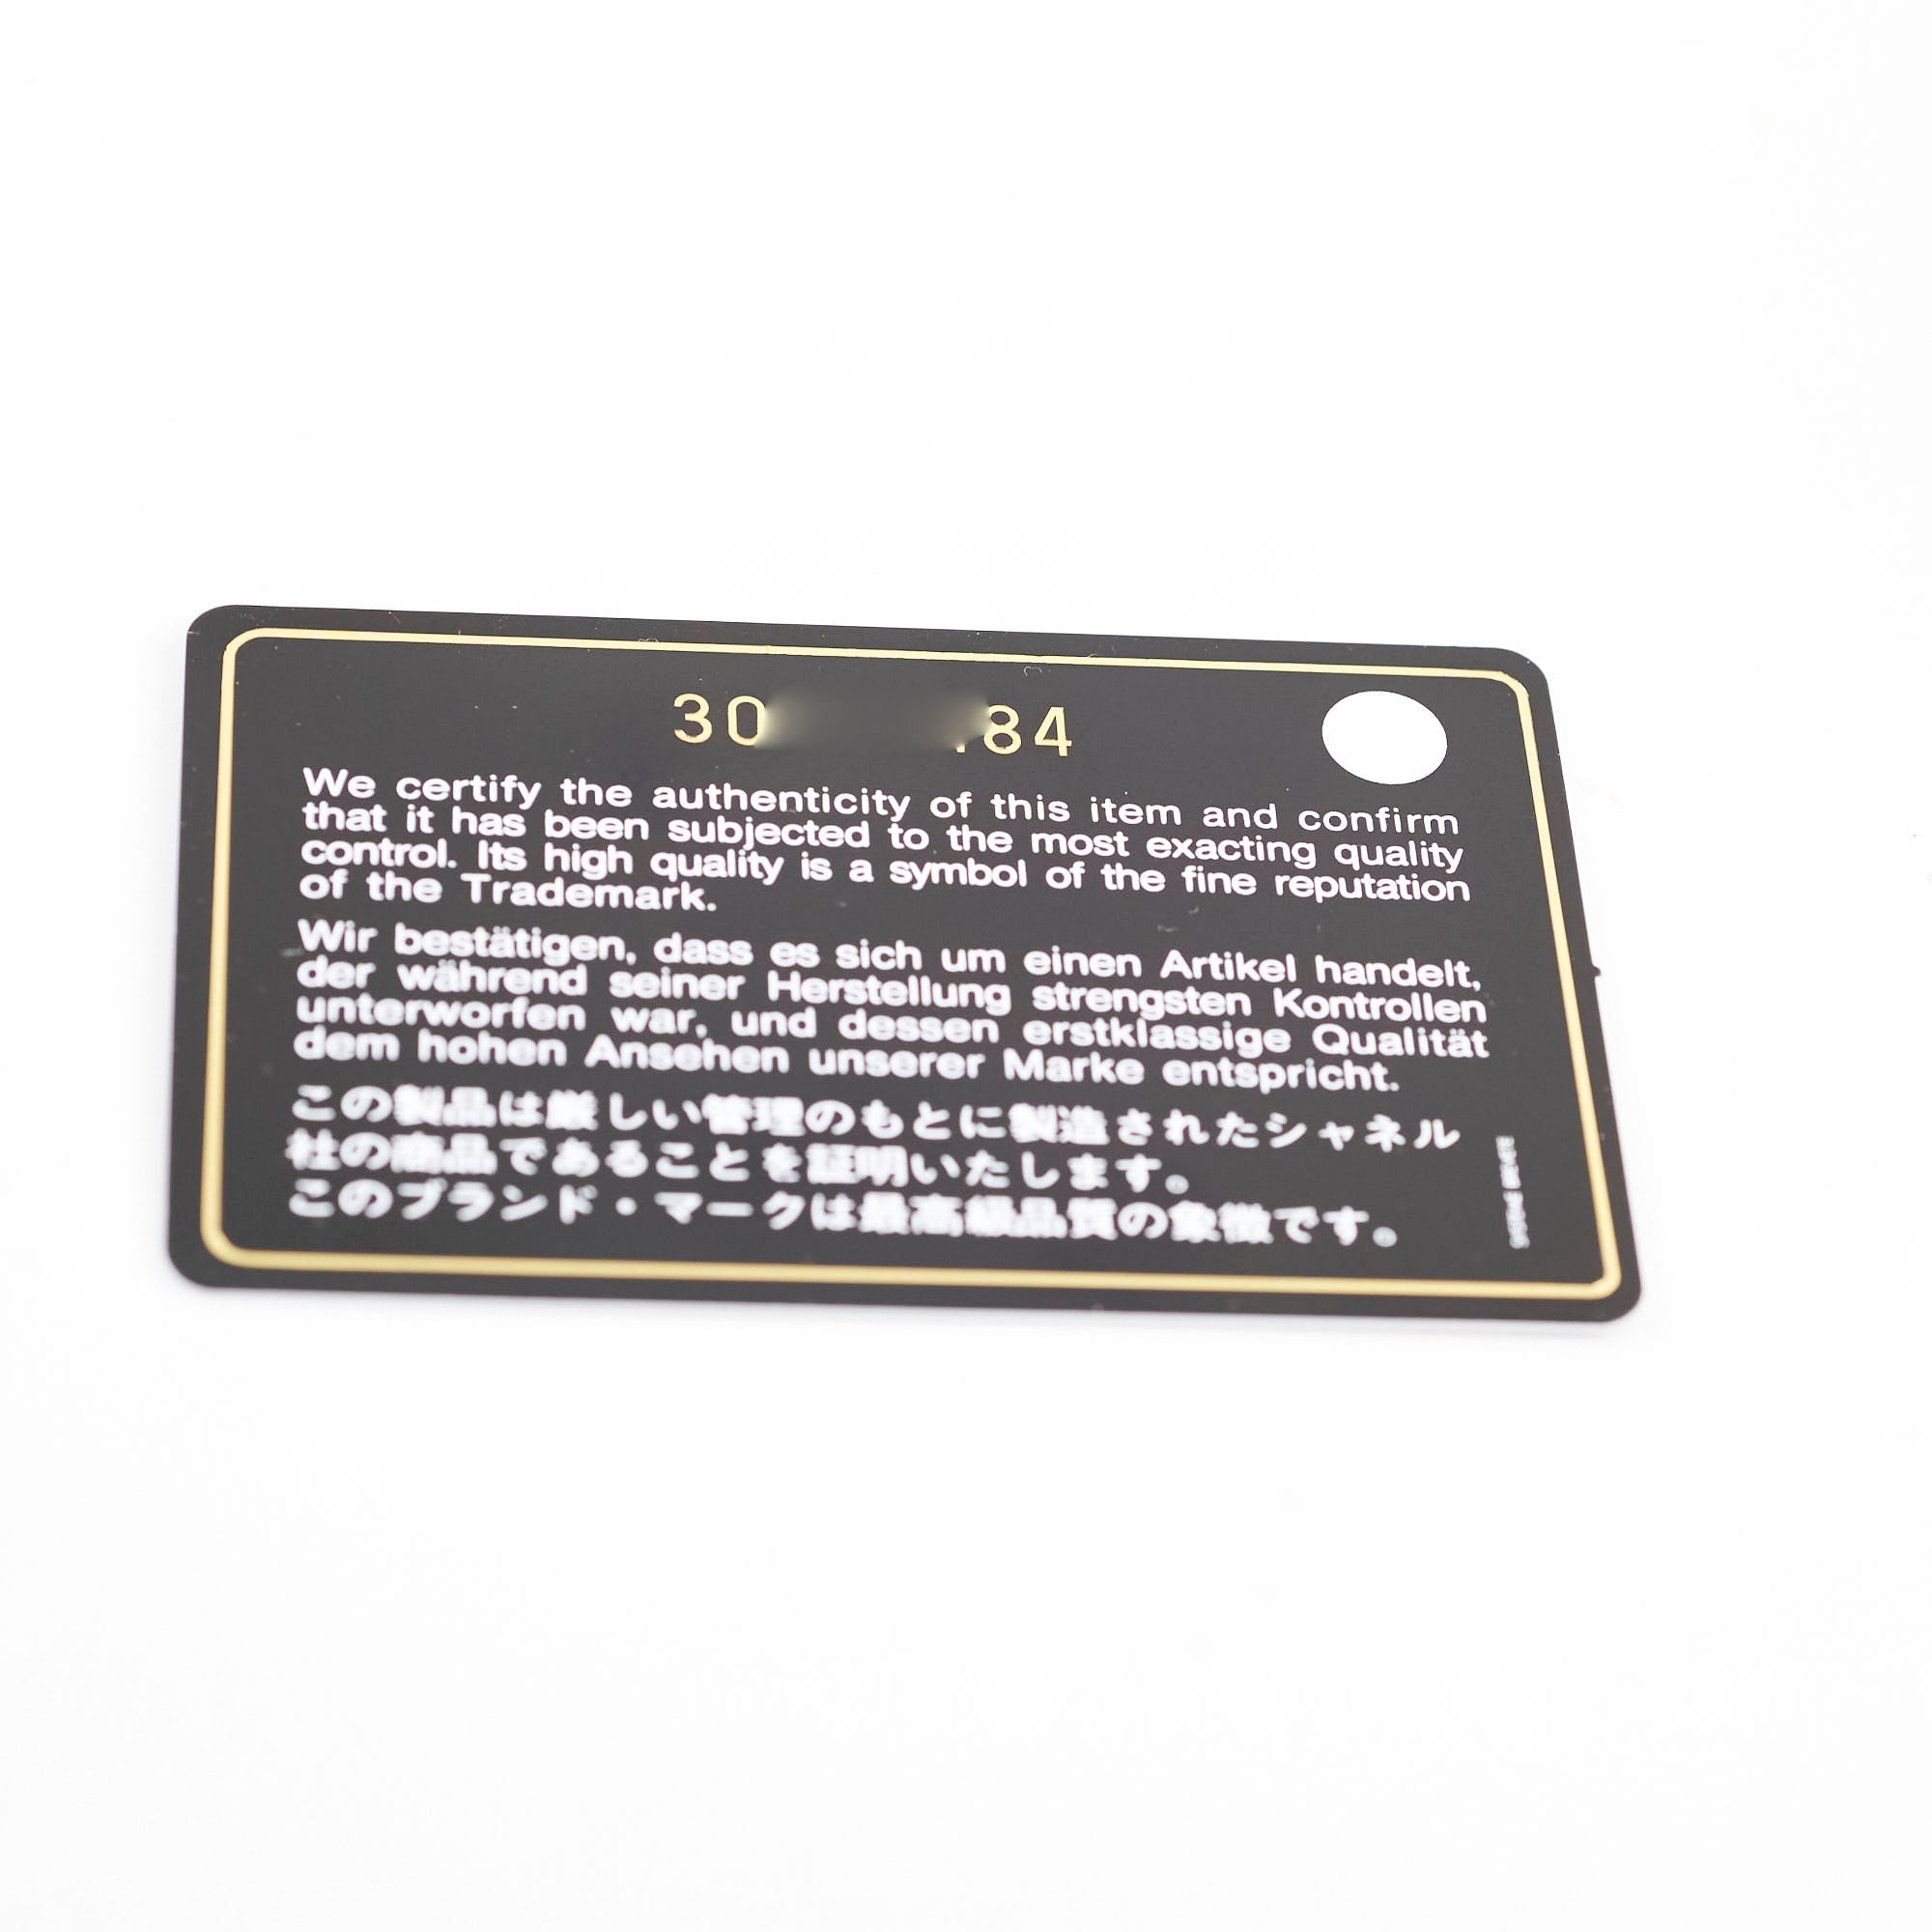 30 84
We certify the authenticity of this item and confirm
that it has been subjected to the most exacting quality
control. Its high quality is a symbol of the fine reputation
of the Trademark.
Wir bestätigen, dass es sich um einen Artikel handelt,
der während seiner Herstellung strengsten Kontrollen
unterworfen war, und dessen erstklassige Qualität
dem hohen Ansehen unserer Marke entspricht.
この製品は厳しい管理のもとに製造されたシャネル
社の商品であることを証明いたします。
このブランド・マークは最高級品質の象徴です。